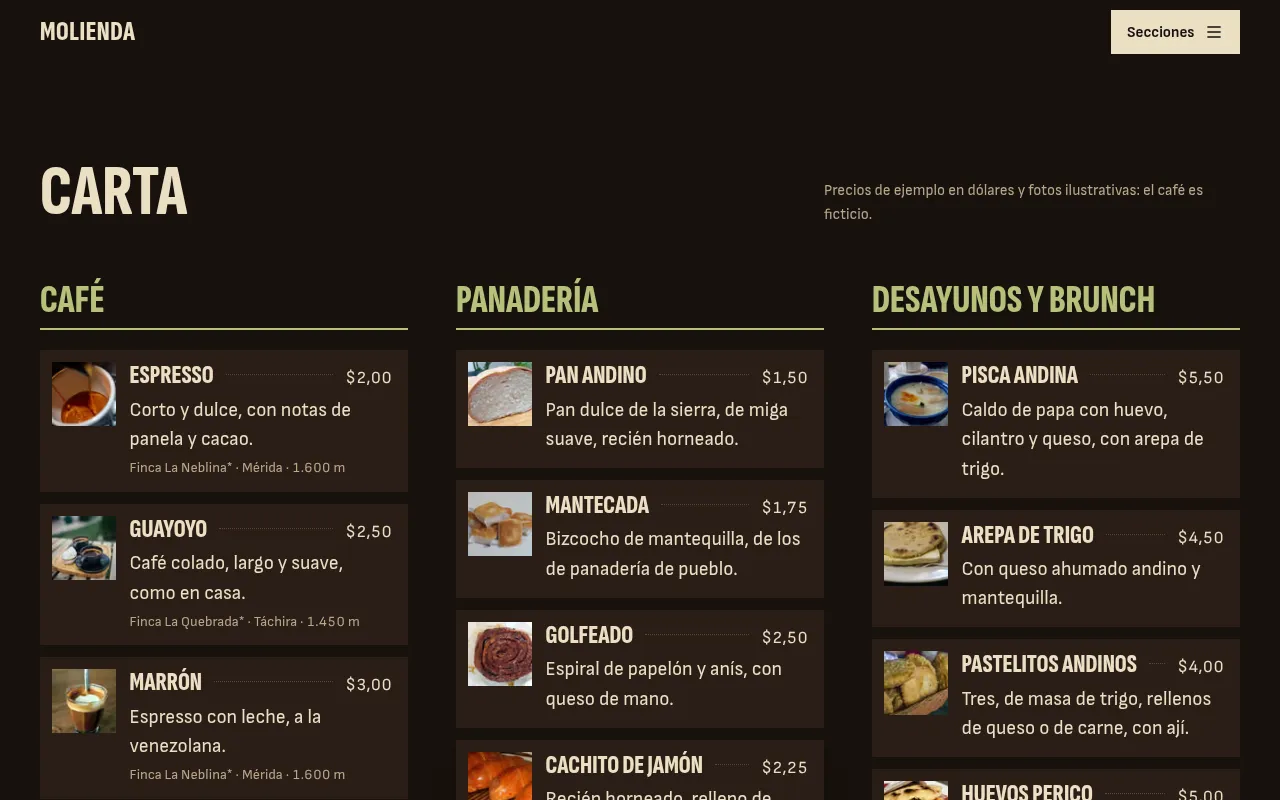 MOLIENDA
Secciones
CARTA
Precios de ejemplo en dólares y fotos ilustrativas: el café es
ficticio.
CAFÉ
ESPRESSO $2,00
Corto y dulce, con notas de
panela y cacao.
Finca La Neblina* · Mérida · 1.600 m
GUAYOYO $2,50
Café colado, largo y suave,
como en casa.
Finca La Quebrada* · Táchira · 1.450 m
MARRÓN $3,00
Espresso con leche, a la
venezolana.
Finca La Neblina* · Mérida · 1.600 m
PANADERÍA
PAN ANDINO $1,50
Pan dulce de la sierra, de miga
suave, recién horneado.
MANTECADA $1,75
Bizcocho de mantequilla, de los
de panadería de pueblo.
GOLFEADO $2,50
Espiral de papelón y anís, con
queso de mano.
CACHITO DE JAMÓN $2,25
Recién horneado, relleno de
DESAYUNOS Y BRUNCH
PISCA ANDINA $5,50
Caldo de papa con huevo,
cilantro y queso, con arepa de
trigo.
AREPA DE TRIGO $4,50
Con queso ahumado andino y
mantequilla.
PASTELITOS ANDINOS $4,00
Tres, de masa de trigo, rellenos
de queso o de carne, con ají.
HUEVOS PERICO $5,00